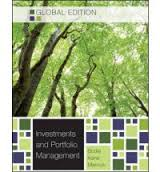 GLOBAL EDITION
Investments and Portfolio
Management
Bodie
Kane
Marcus